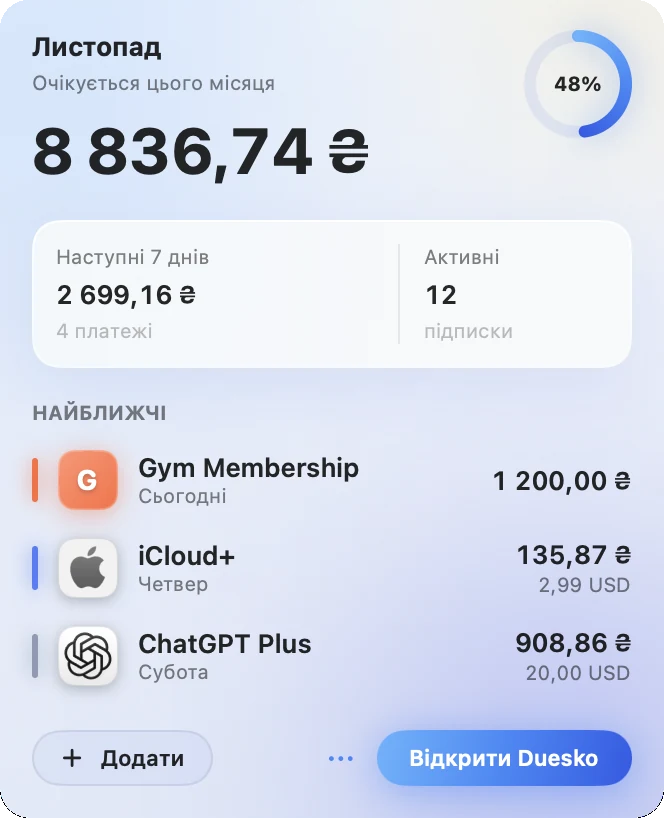 Листопад
Очікується цього місяця
8 836,74 ₴
48%
Наступні 7 днів
2 699,16 ₴
4 платежі
Активні
12
підписки
НАЙБЛИЖЧІ
G
Gym Membership
Сьогодні
1 200,00 ₴
iCloud+
Четвер
135,87 ₴
2,99 USD
ChatGPT Plus
Субота
908,86 ₴
20,00 USD
+ Додати
...
Відкрити Duesko